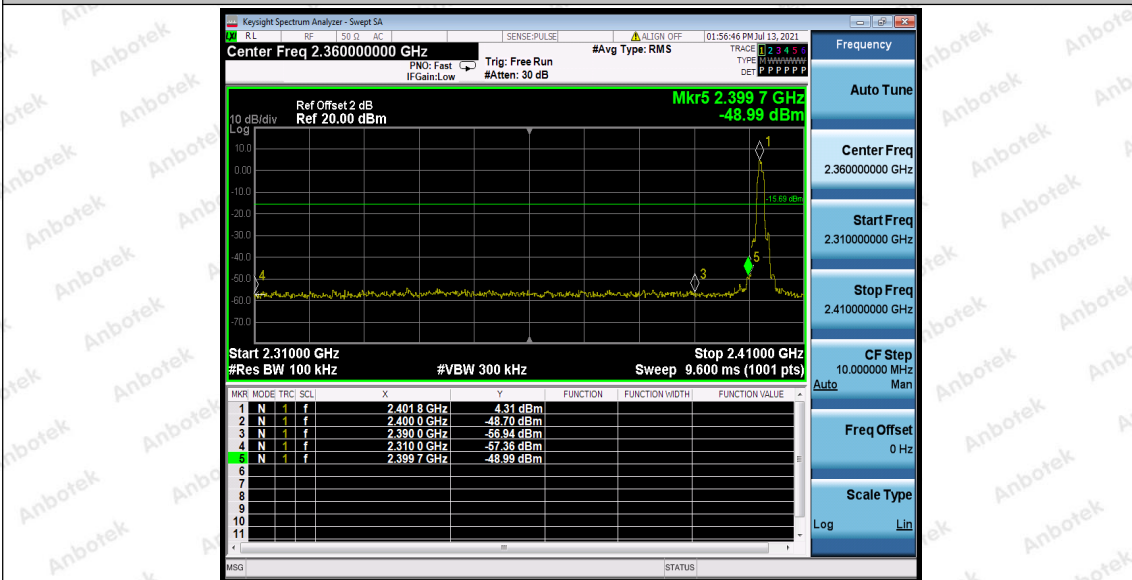 Keysight Spectrum Analyzer - Swept SA
RL RF 50 Ω AC SENSE:PULSE ALIGN OFF 01:56:46 PM Jul 13, 2021
Center Freq 2.360000000 GHz
PNO: Fast
IFGain:Low
Trig: Free Run
#Atten: 30 dB
#Avg Type: RMS
TRACE 1 2 3 4 5 6
TYPE M WWWWW
DET P P P P P P
Mkr5 2.399 7 GHz
-48.99 dBm
Ref Offset 2 dB
10 dB/div Ref 20.00 dBm
Log
10.0
0.00
-10.0
-20.0
-30.0
-40.0
-50.0
-60.0
-70.0
1
-15.69 dBm
5
3
4
Start 2.31000 GHz Stop 2.41000 GHz
#Res BW 100 kHz #VBW 300 kHz Sweep 9.600 ms (1001 pts)
MKR MODE TRC SCL X Y FUNCTION FUNCTION WIDTH FUNCTION VALUE
1 N 1 f 2.401 8 GHz 4.31 dBm
2 N 1 f 2.400 0 GHz -48.70 dBm
3 N 1 f 2.390 0 GHz -56.94 dBm
4 N 1 f 2.310 0 GHz -57.36 dBm
5 N 1 f 2.399 7 GHz -48.99 dBm
6
7
8
9
10
11
MSG STATUS
Frequency
Auto Tune
Center Freq
2.360000000 GHz
Start Freq
2.310000000 GHz
Stop Freq
2.410000000 GHz
CF Step
10.000000 MHz
Auto Man
Freq Offset
0 Hz
Scale Type
Log Lin
Anbotek